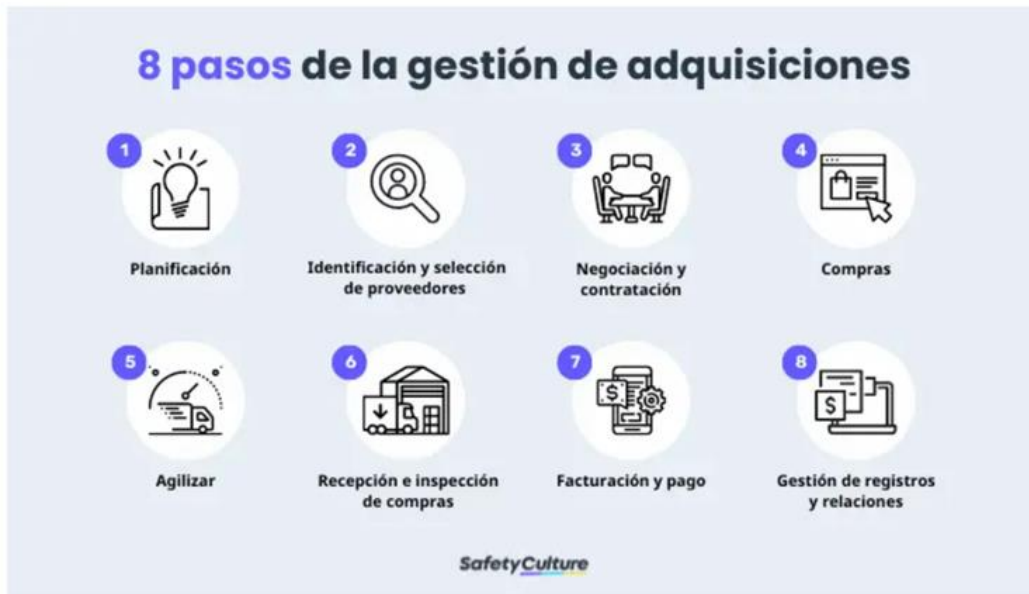 8 pasos de la gestión de adquisiciones
1
2
3
4
Planificación
Identificación y selección
de proveedores
Negociación y
contratación
Compras
5
6
7
8
$
$
Agilizar
Recepción e inspección
de compras
Facturación y pago
Gestión de registros
y relaciones
SafetyCulture